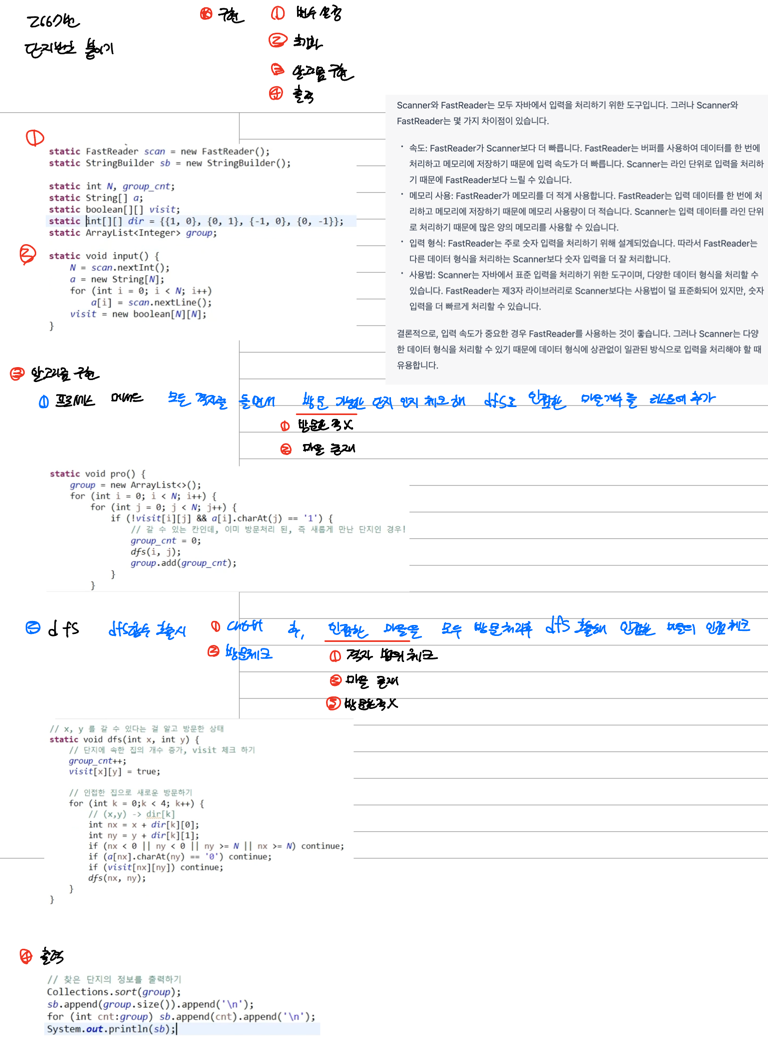 2667번
단지번호 붙이기
※ 구현
① 변수 설정
② 초기화
③ 알고리즘 구현
④ 출력
Scanner와 FastReader는 모두 자바에서 입력을 처리하기 위한 도구입니다. 그러나 Scanner와
FastReader는 몇 가지 차이점이 있습니다.
• 속도: FastReader가 Scanner보다 더 빠릅니다. FastReader는 버퍼를 사용하여 데이터를 한 번에
처리하고 메모리에 저장하기 때문에 입력 속도가 더 빠릅니다. Scanner는 라인 단위로 입력을 처리하
기 때문에 FastReader보다 느릴 수 있습니다.
• 메모리 사용: FastReader가 메모리를 더 적게 사용합니다. FastReader는 입력 데이터를 한 번에 처
리하고 메모리에 저장하기 때문에 메모리 사용량이 더 적습니다. Scanner는 입력 데이터를 라인 단위
로 처리하기 때문에 많은 양의 메모리를 사용할 수 있습니다.
• 입력 형식: FastReader는 주로 숫자 입력을 처리하기 위해 설계되었습니다. 따라서 FastReader는
다른 데이터 형식을 처리하는 Scanner보다 숫자 입력을 더 잘 처리합니다.
• 사용법: Scanner는 자바에서 표준 입력을 처리하기 위한 도구이며, 다양한 데이터 형식을 처리할 수
있습니다. FastReader는 제3자 라이브러리로 Scanner보다는 사용법이 덜 표준화되어 있지만, 숫자
입력을 더 빠르게 처리할 수 있습니다.
결론적으로, 입력 속도가 중요한 경우 FastReader를 사용하는 것이 좋습니다. 그러나 Scanner는 다양
한 데이터 형식을 처리할 수 있기 때문에 데이터 형식에 상관없이 일관된 방식으로 입력을 처리해야 할 때
유용합니다.
①
static FastReader scan = new FastReader();
static StringBuilder sb = new StringBuilder();
static int N, group_cnt;
static String[] a;
static boolean[][] visit;
static int[][] dir = {{1, 0}, {0, 1}, {-1, 0}, {0, -1}};
static ArrayList<Integer> group;
②
static void input() {
N = scan.nextInt();
a = new String[N];
for (int i = 0; i < N; i++)
a[i] = scan.nextLine();
visit = new boolean[N][N];
}
③ 알고리즘 구현
① 프로세스 메서드 모든 격자를 돌면서 방문 가능한 단지 인지 체크해 dfs로 인접한 마을개수를 리스트에 추가
① 방문한 적 X
② 마을 존재
static void pro() {
group = new ArrayList<>();
for (int i = 0; i < N; i++) {
for (int j = 0; j < N; j++) {
if (!visit[i][j] && a[i].charAt(j) == '1') {
// 갈 수 있는 칸인데, 이미 방문처리 된, 즉 새롭게 만난 단지인 경우!
group_cnt = 0;
dfs(i, j);
group.add(group_cnt);
}
}
② dfs dfs함수 호출시 ① Cnt++ 후, 인접한 마을을 모두 방문처리후 dfs 호출해 인접한 마을의 인접 체크
② 방문체크 ① 격자 범위 체크
② 마을 존재
③ 방문한 적 X
// x, y 를 갈 수 있다는 걸 알고 방문한 상태
static void dfs(int x, int y) {
// 단지에 속한 집의 개수 증가, visit 체크 하기
group_cnt++;
visit[x][y] = true;
// 인접한 집으로 새로운 방문하기
for (int k = 0;k < 4; k++) {
// (x,y) -> dir[k]
int nx = x + dir[k][0];
int ny = y + dir[k][1];
if (nx < 0 || ny < 0 || ny >= N || nx >= N) continue;
if (a[nx].charAt(ny) == '0') continue;
if (visit[nx][ny]) continue;
dfs(nx, ny);
}
}
④ 출력
// 찾은 단지의 정보를 출력하기
Collections.sort(group);
sb.append(group.size()).append('\n');
for (int cnt:group) sb.append(cnt).append('\n');
System.out.println(sb);